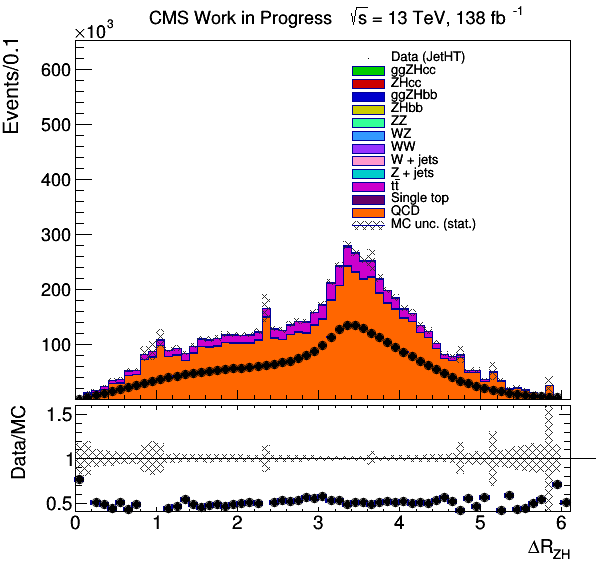 CMS Work in Progress √s = 13 TeV, 138 fb⁻¹
×10³
Events/0.1
600
500
400
300
200
100
Data (JetHT)
ggZHcc
ZHcc
ggZHbb
ZHbb
ZZ
WZ
WW
W + jets
Z + jets
tt̄
Single top
QCD
MC unc. (stat.)
Data/MC
1.5
1
0.5
0 1 2 3 4 5 6
ΔR_ZH